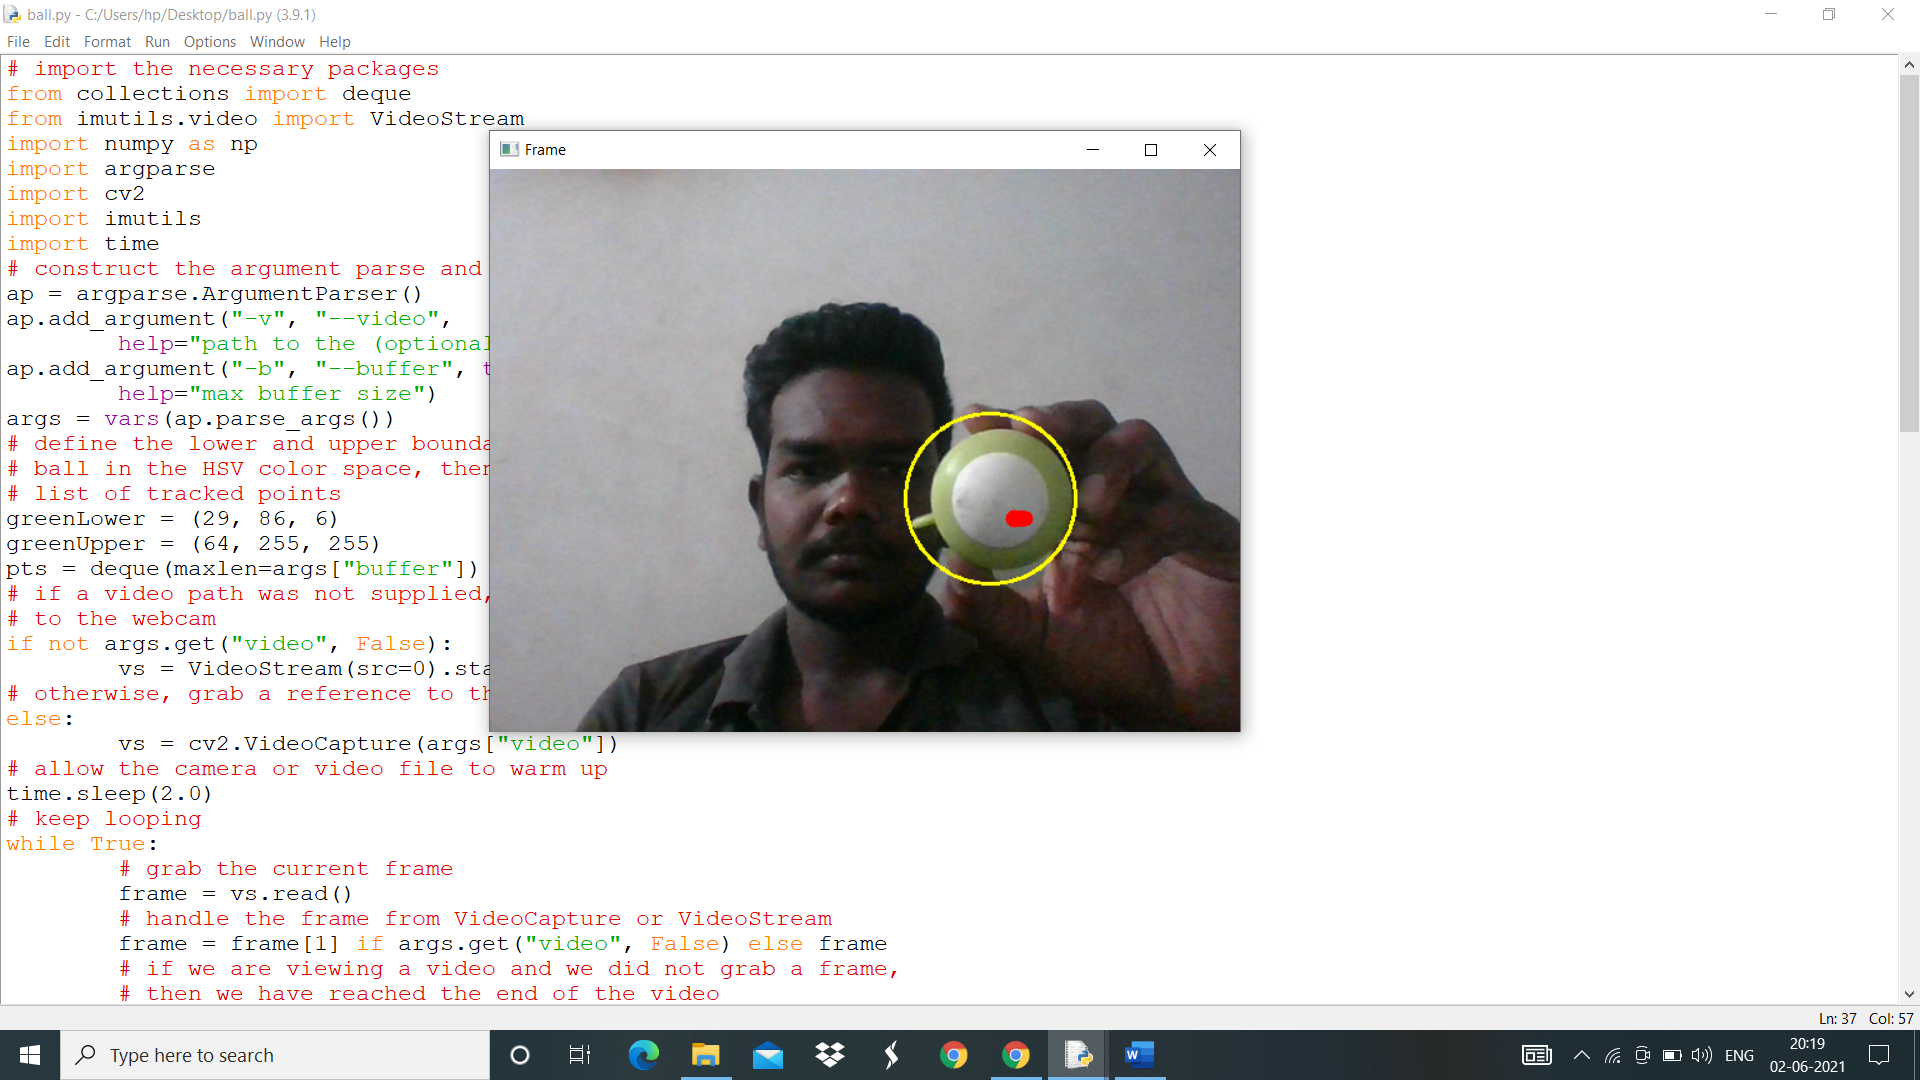 ball.py - C:/Users/hp/Desktop/ball.py (3.9.1)
File Edit Format Run Options Window Help
# import the necessary packages
from collections import deque
from imutils.video import VideoStream
import numpy as np
import argparse
import cv2
import imutils
import time
# construct the argument parse and
ap = argparse.ArgumentParser()
ap.add_argument("-v", "--video",
help="path to the (optional
ap.add_argument("-b", "--buffer", t
help="max buffer size")
args = vars(ap.parse_args())
# define the lower and upper bounda
# ball in the HSV color space, then
# list of tracked points
greenLower = (29, 86, 6)
greenUpper = (64, 255, 255)
pts = deque(maxlen=args["buffer"])
# if a video path was not supplied,
# to the webcam
if not args.get("video", False):
vs = VideoStream(src=0).sta
# otherwise, grab a reference to th
else:
vs = cv2.VideoCapture(args["video"])
# allow the camera or video file to warm up
time.sleep(2.0)
# keep looping
while True:
# grab the current frame
frame = vs.read()
# handle the frame from VideoCapture or VideoStream
frame = frame[1] if args.get("video", False) else frame
# if we are viewing a video and we did not grab a frame,
# then we have reached the end of the video
Frame
Ln: 37 Col: 57
Type here to search
ENG
20:19
02-06-2021